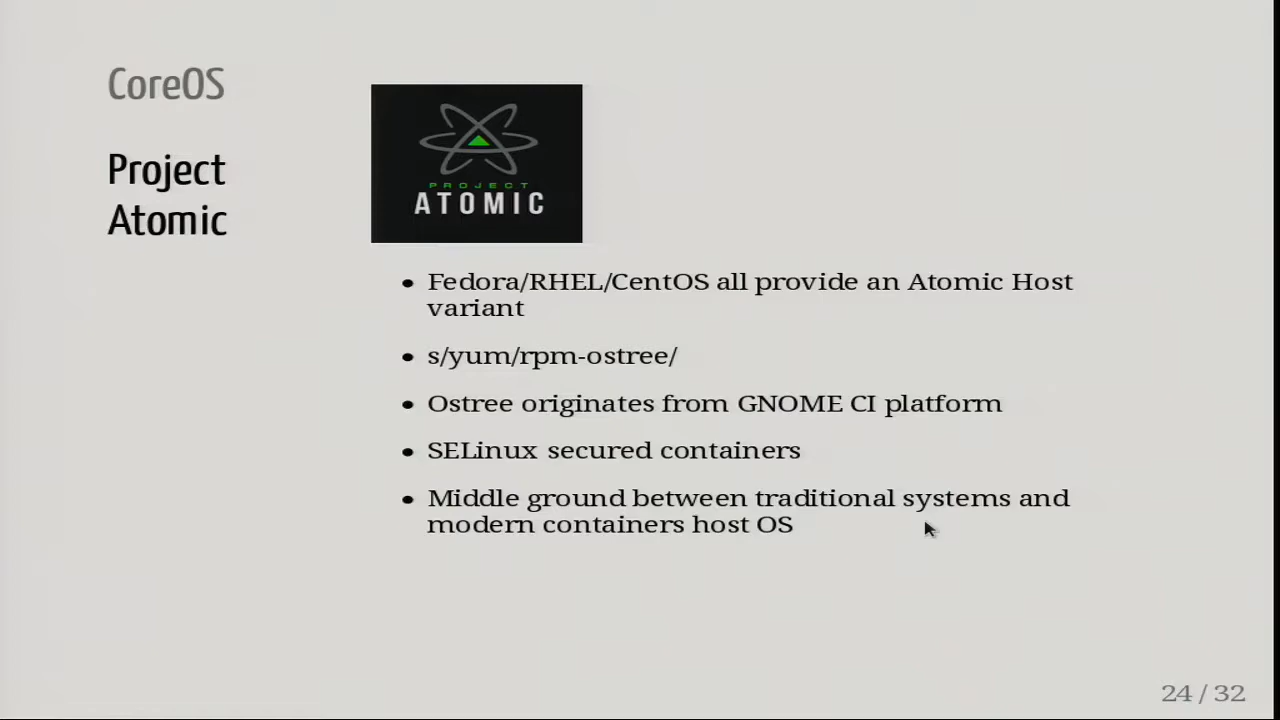 CoreOS
Project
Atomic
PROJECT
ATOMIC
• Fedora/RHEL/CentOS all provide an Atomic Host
variant
• s/yum/rpm-ostree/
• Ostree originates from GNOME CI platform
• SELinux secured containers
• Middle ground between traditional systems and
modern containers host OS
24 / 32